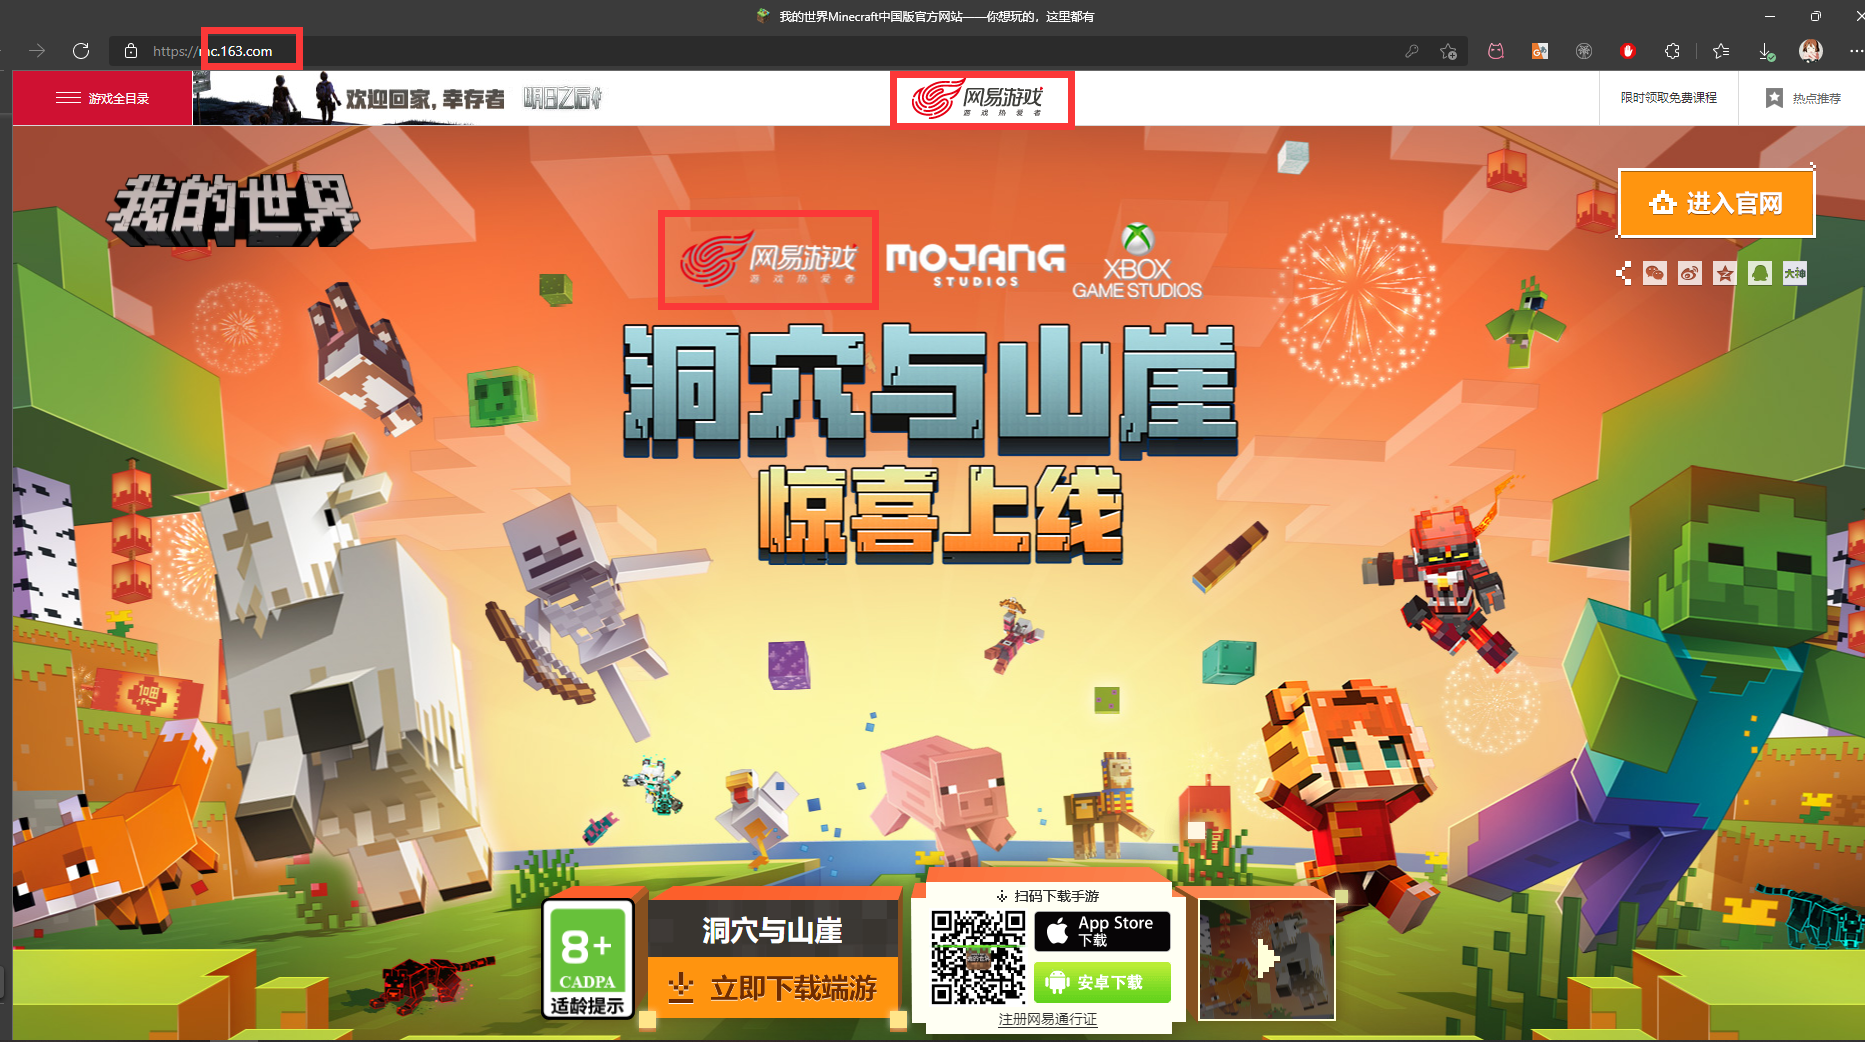 我的世界Minecraft中国版官方网站——你想玩的，这里都有
https://mc.163.com
游戏全目录
欢迎回家,幸存者
明日之后
网易游戏
游戏热爱者
限时领取免费课程
热点推荐
我的世界
进入官网
网易游戏
游戏热爱者
MOJANG
STUDIOS
XBOX
GAME STUDIOS
大神
洞穴与山崖
惊喜上线
福
8+
CADPA
适龄提示
洞穴与山崖
立即下载端游
扫码下载手游
我的世界
App Store
下载
安卓下载
注册网易通行证